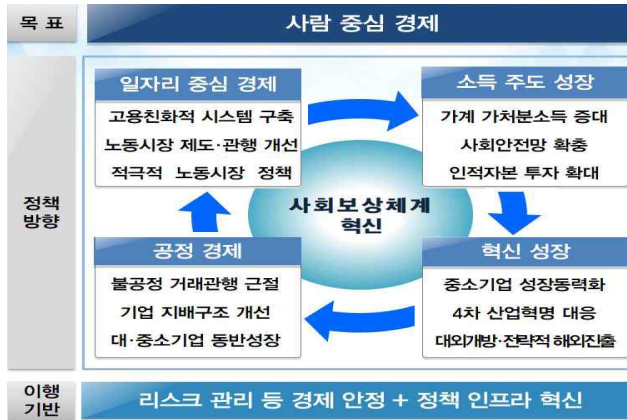 목 표
사람 중심 경제
정책
방향
일자리 중심 경제
고용친화적 시스템 구축
노동시장 제도·관행 개선
적극적 노동시장 정책
소득 주도 성장
가계 가처분소득 증대
사회안전망 확충
인적자본 투자 확대
사회보상체계
혁신
공정 경제
불공정 거래관행 근절
기업 지배구조 개선
대·중소기업 동반성장
혁신 성장
중소기업 성장동력화
4차 산업혁명 대응
대외개방·전략적 해외진출
이행
기반
리스크 관리 등 경제 안정 + 정책 인프라 혁신